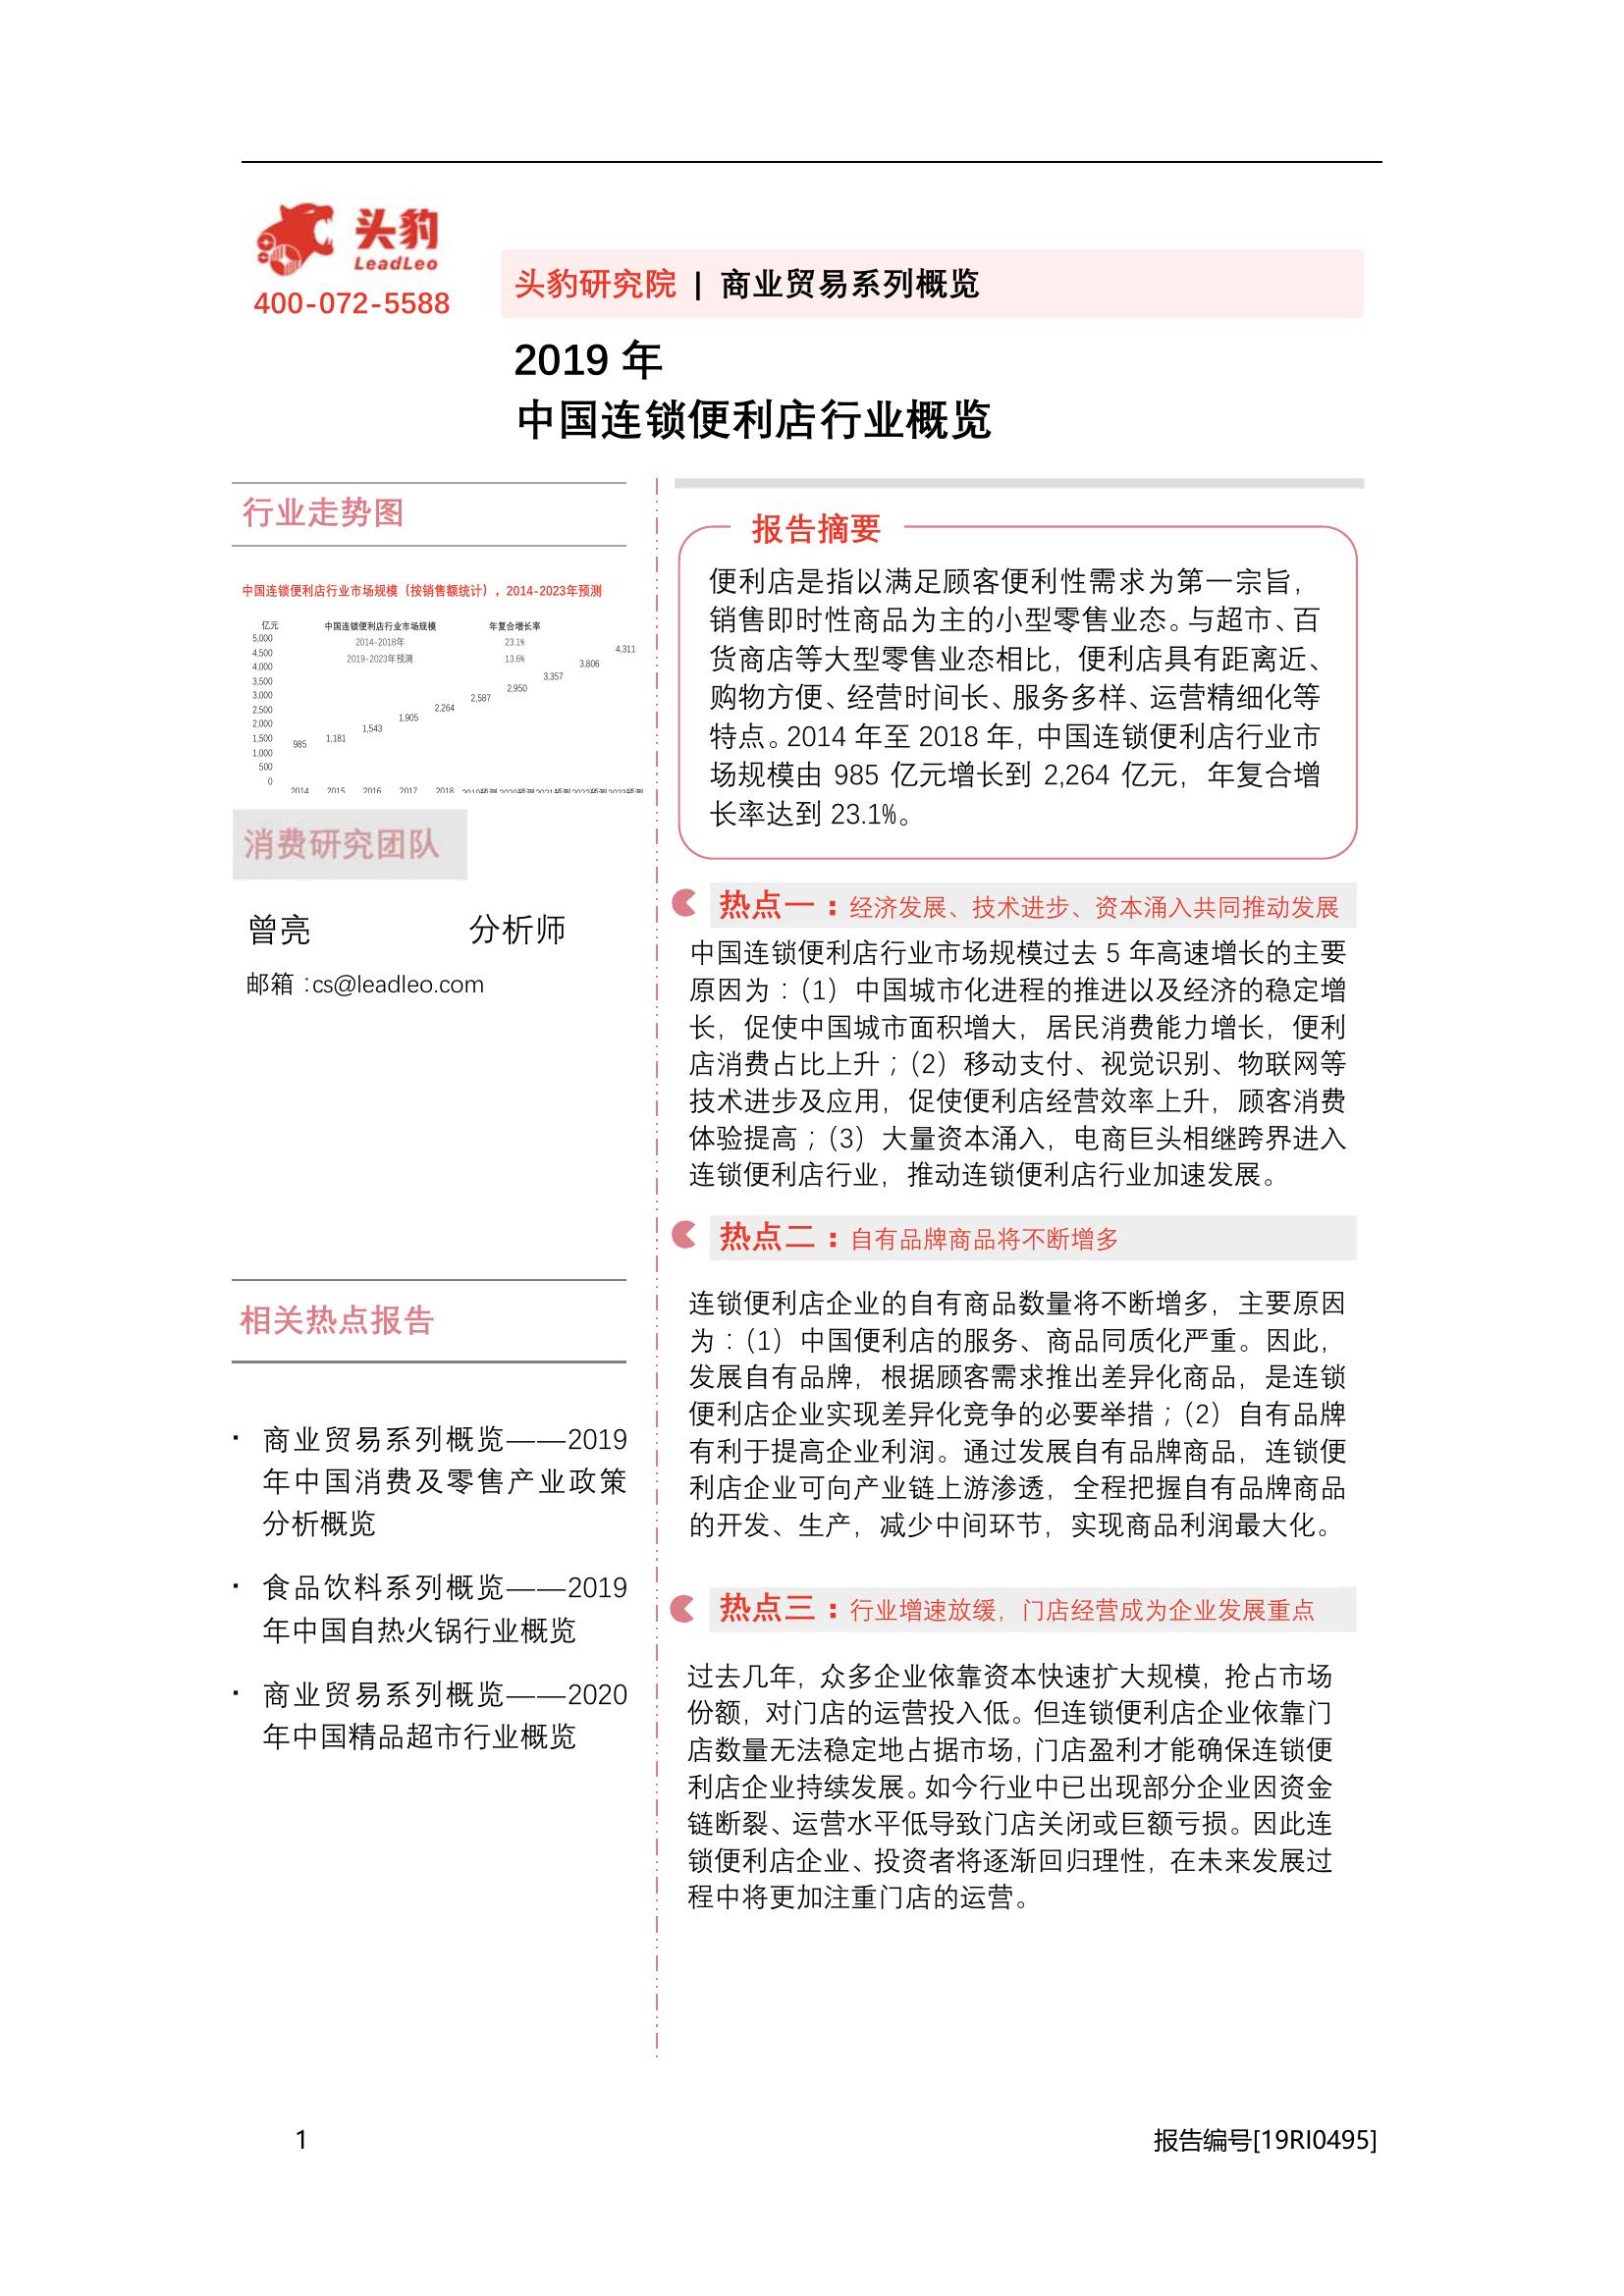 头豹
LeadLeo
400-072-5588
头豹研究院 | 商业贸易系列概览
2019 年
中国连锁便利店行业概览
行业走势图
中国连锁便利店行业市场规模（按销售额统计），2014-2023年预测
亿元
中国连锁便利店行业市场规模 年复合增长率
2014-2018年 23.1%
2019-2023年预测 13.6%
5,000
4,500
4,000
3,500
3,000
2,500
2,000
1,500
1,000
500
0
985
1,181
1,543
1,905
2,264
2,587
2,950
3,357
3,806
4,311
2014 2015 2016 2017 2018 2019预测 2020预测 2021预测 2022预测 2023预测
消费研究团队
曾亮 分析师
邮箱：cs@leadleo.com
相关热点报告
· 商业贸易系列概览——2019
年中国消费及零售产业政策
分析概览
· 食品饮料系列概览——2019
年中国自热火锅行业概览
· 商业贸易系列概览——2020
年中国精品超市行业概览
报告摘要
便利店是指以满足顾客便利性需求为第一宗旨，
销售即时性商品为主的小型零售业态。与超市、百
货商店等大型零售业态相比，便利店具有距离近、
购物方便、经营时间长、服务多样、运营精细化等
特点。2014 年至 2018 年，中国连锁便利店行业市
场规模由 985 亿元增长到 2,264 亿元，年复合增
长率达到 23.1%。
热点一：经济发展、技术进步、资本涌入共同推动发展
中国连锁便利店行业市场规模过去 5 年高速增长的主要
原因为：（1）中国城市化进程的推进以及经济的稳定增
长，促使中国城市面积增大，居民消费能力增长，便利
店消费占比上升；（2）移动支付、视觉识别、物联网等
技术进步及应用，促使便利店经营效率上升，顾客消费
体验提高；（3）大量资本涌入，电商巨头相继跨界进入
连锁便利店行业，推动连锁便利店行业加速发展。
热点二：自有品牌商品将不断增多
连锁便利店企业的自有商品数量将不断增多，主要原因
为：（1）中国便利店的服务、商品同质化严重。因此，
发展自有品牌，根据顾客需求推出差异化商品，是连锁
便利店企业实现差异化竞争的必要举措；（2）自有品牌
有利于提高企业利润。通过发展自有品牌商品，连锁便
利店企业可向产业链上游渗透，全程把握自有品牌商品
的开发、生产，减少中间环节，实现商品利润最大化。
热点三：行业增速放缓，门店经营成为企业发展重点
过去几年，众多企业依靠资本快速扩大规模，抢占市场
份额，对门店的运营投入低。但连锁便利店企业依靠门
店数量无法稳定地占据市场，门店盈利才能确保连锁便
利店企业持续发展。如今行业中已出现部分企业因资金
链断裂、运营水平低导致门店关闭或巨额亏损。因此连
锁便利店企业、投资者将逐渐回归理性，在未来发展过
程中将更加注重门店的运营。
1
报告编号[19RI0495]